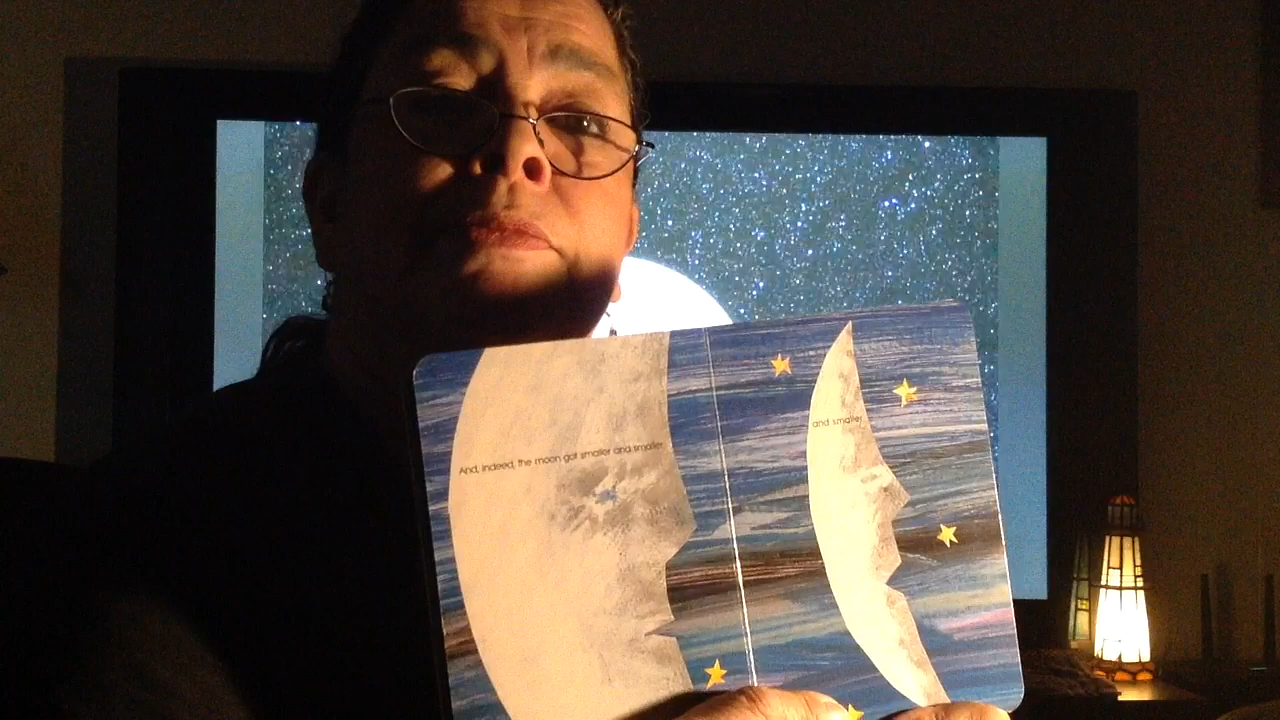 And, indeed, the moon got smaller and smaller
and smaller